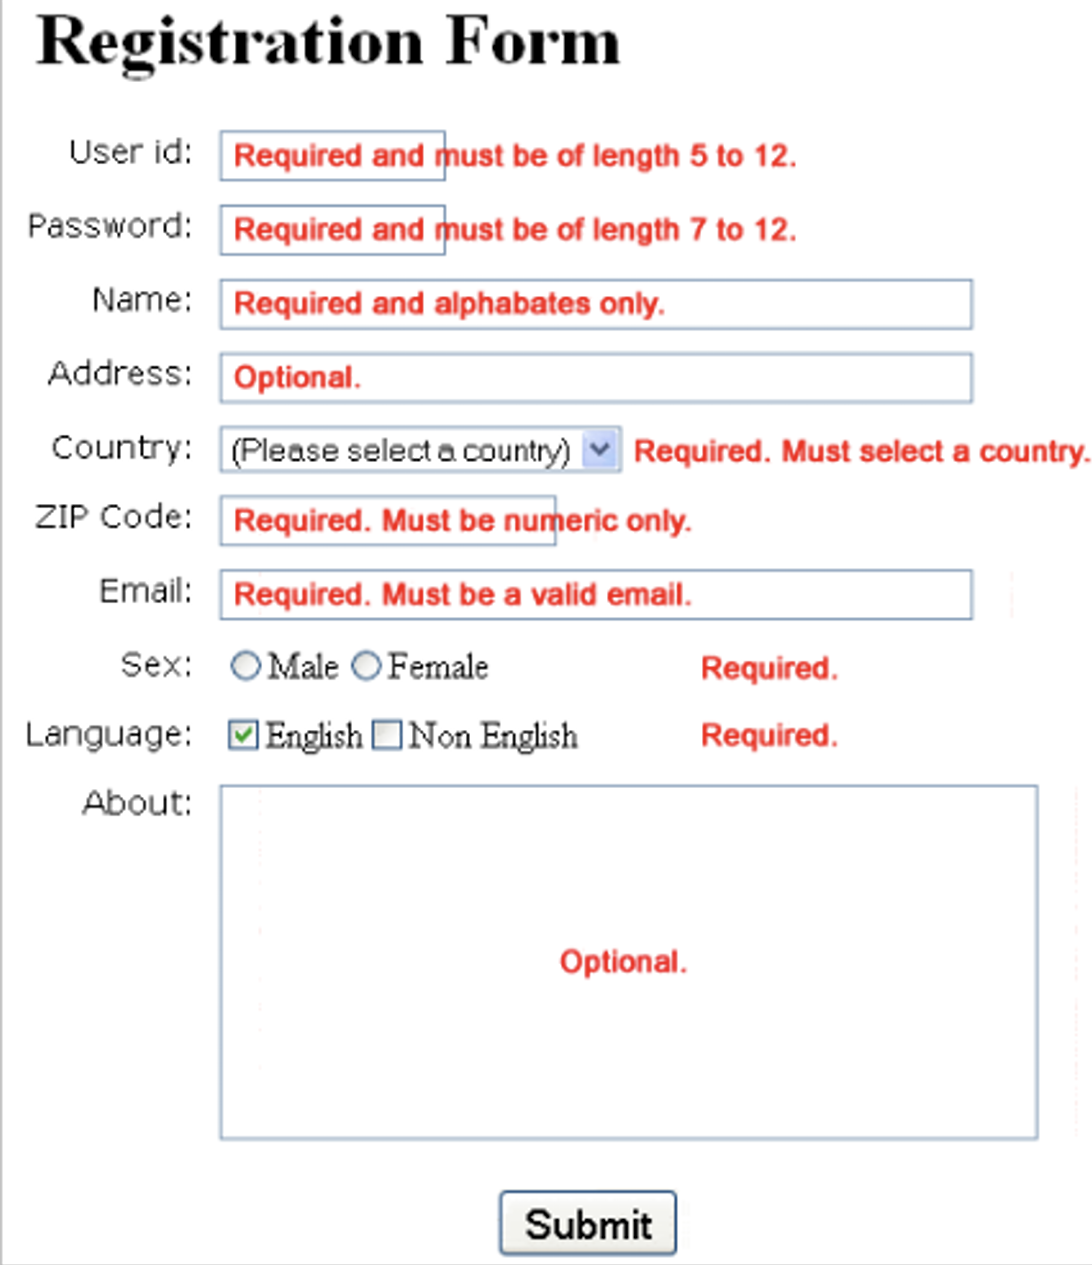 Registration Form
User id: Required and must be of length 5 to 12.
Password: Required and must be of length 7 to 12.
Name: Required and alphabates only.
Address: Optional.
Country: (Please select a country) Required. Must select a country.
ZIP Code: Required. Must be numeric only.
Email: Required. Must be a valid email.
Sex: Male Female Required.
Language: English Non English Required.
About:
Optional.
Submit